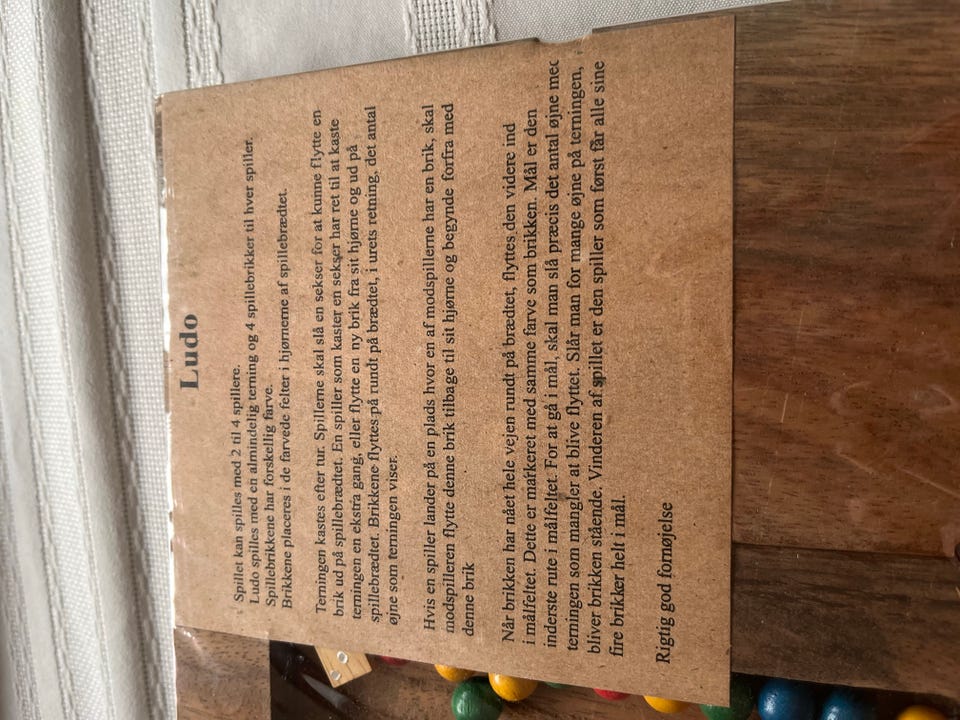 Ludo
Spillet kan spilles med 2 til 4 spillere.
Ludo spilles med en almindelig terning og 4 spillebrikker til hver spiller.
Spillebrikkene har forskellig farve.
Brikkene placeres i de farvede felter i hjørnerne af spillebrædtet.
Terningen kastes efter tur. Spillerne skal slå en sekser for at kunne flytte en
brik ud på spillebrædtet. En spiller som kaster en sekser har ret til at kaste
terningen en ekstra gang, eller flytte en ny brik fra sit hjørne og ud på
spillebrædtet. Brikkene flyttes på rundt på brædtet, i urets retning, det antal
øjne som terningen viser.
Hvis en spiller lander på en plads hvor en af modspillerne har en brik, skal
modspilleren flytte denne brik tilbage til sit hjørne og begynde forfra med
denne brik
Når brikken har nået hele vejen rundt på brædtet, flyttes den videre ind
i målfeltet. Dette er markeret med samme farve som brikken. Mål er den
inderste rute i målfeltet. For at gå i mål, skal man slå præcis det antal øjne med
terningen som mangler at blive flyttet. Slår man for mange øjne på terningen,
bliver brikken stående. Vinderen af spillet er den spiller som først får alle sine
fire brikker helt i mål.
Rigtig god fornøjelse